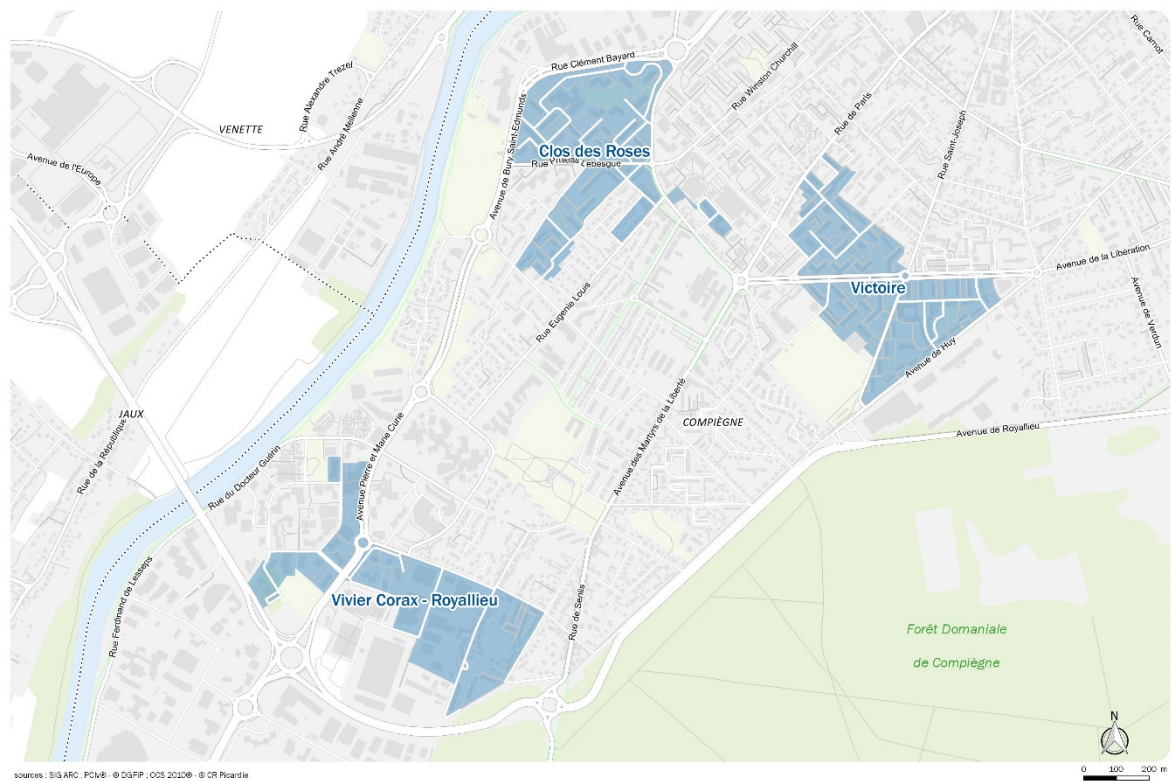 Rue Carnot
Rue Clément Bayard
Rue Winston Churchill
Rue Alexandre Trezel
VENETTE
Rue André Mellenne
Rue de Paris
Rue Saint-Joseph
Avenue de Bury Saint-Edmunds
Clos des Roses
Avenue de l'Europe
Avenue de la Libération
Victoire
Avenue de Verdun
Rue Eugenie Louis
Avenue de Huy
Avenue des Martyrs de la Liberté
JAUX
COMPIÈGNE
Avenue de Royallieu
Rue de la République
Rue du Docteur Guérin
Avenue Pierre et Marie Curie
Rue Ferdinand de Lesseps
Vivier Corax - Royallieu
Rue de Senlis
Forêt Domaniale
de Compiègne
N
0 100 200 m
sources : SIG ARC : PCIv® - © DGFiP : OCS 2010® - © CR Picardie